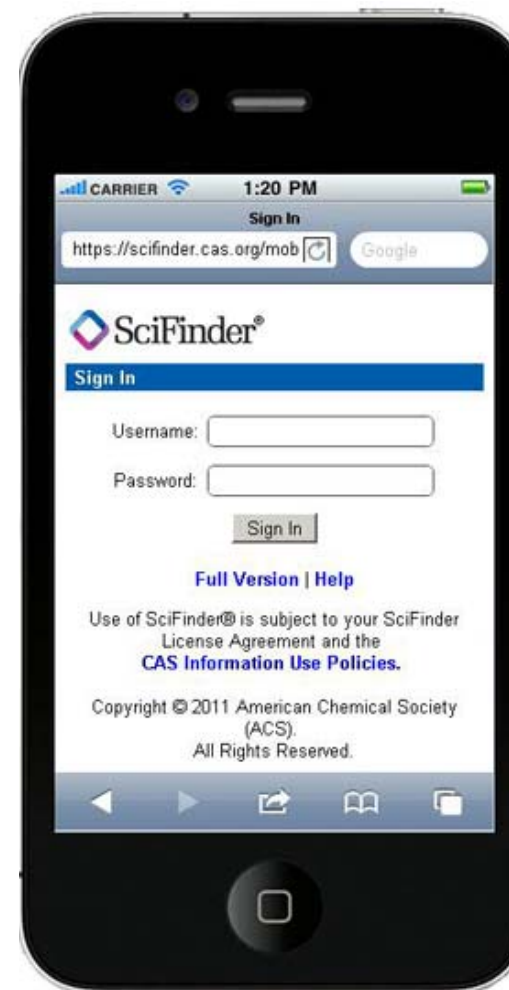 CARRIER 1:20 PM
Sign In
https://scifinder.cas.org/mob Google
SciFinder®
Sign In
Username:
Password:
Sign In
Full Version | Help
Use of SciFinder® is subject to your SciFinder
License Agreement and the
CAS Information Use Policies.
Copyright © 2011 American Chemical Society
(ACS).
All Rights Reserved.